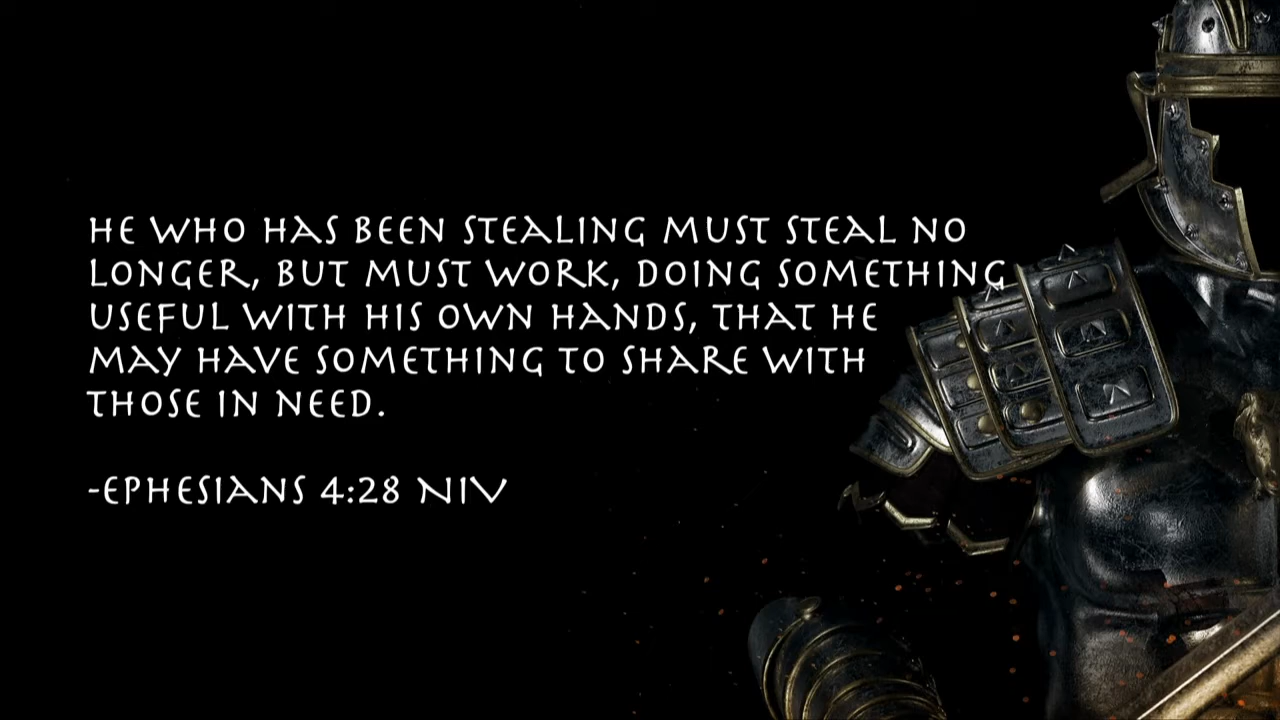 HE WHO HAS BEEN STEALING MUST STEAL NO
LONGER, BUT MUST WORK, DOING SOMETHING
USEFUL WITH HIS OWN HANDS, THAT HE
MAY HAVE SOMETHING TO SHARE WITH
THOSE IN NEED.
-EPHESIANS 4:28 NIV